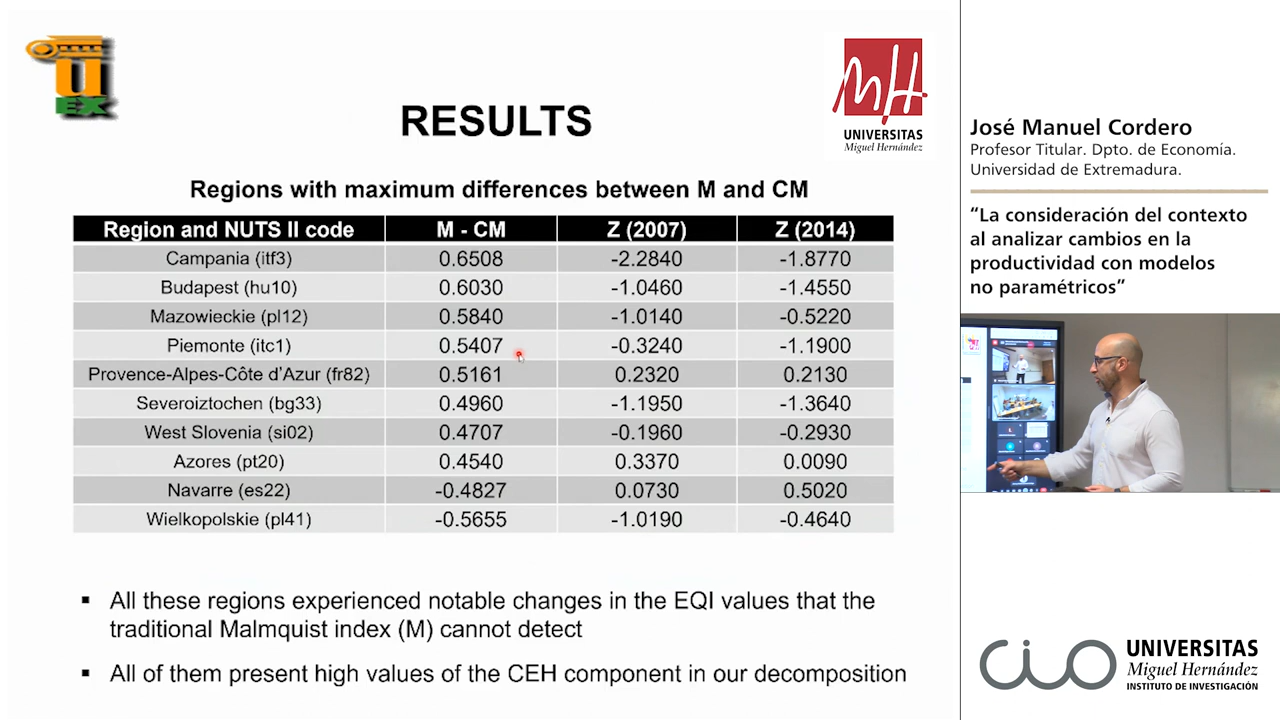 U
EX
MH
UNIVERSITAS
Miguel Hernández
RESULTS
Regions with maximum differences between M and CM
Region and NUTS II code M - CM Z (2007) Z (2014)
Campania (itf3) 0.6508 -2.2840 -1.8770
Budapest (hu10) 0.6030 -1.0460 -1.4550
Mazowieckie (pl12) 0.5840 -1.0140 -0.5220
Piemonte (itc1) 0.5407 -0.3240 -1.1900
Provence-Alpes-Côte d'Azur (fr82) 0.5161 0.2320 0.2130
Severoiztochen (bg33) 0.4960 -1.1950 -1.3640
West Slovenia (si02) 0.4707 -0.1960 -0.2930
Azores (pt20) 0.4540 0.3370 0.0090
Navarre (es22) -0.4827 0.0730 0.5020
Wielkopolskie (pl41) -0.5655 -1.0190 -0.4640
▪ All these regions experienced notable changes in the EQI values that the
traditional Malmquist index (M) cannot detect
▪ All of them present high values of the CEH component in our decomposition
José Manuel Cordero
Profesor Titular. Dpto. de Economía.
Universidad de Extremadura.
“La consideración del contexto
al analizar cambios en la
productividad con modelos
no paramétricos”
cio
UNIVERSITAS
Miguel Hernández
INSTITUTO DE INVESTIGACIÓN